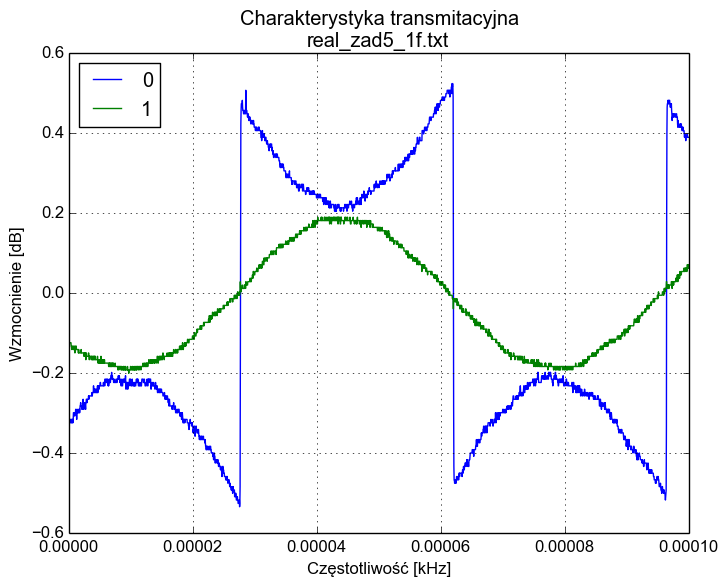 Charakterystyka transmitacyjna
real_zad5_1f.txt
0
1
Wzmocnienie [dB]
0.6
0.4
0.2
0.0
−0.2
−0.4
−0.6
0.00000 0.00002 0.00004 0.00006 0.00008 0.00010
Częstotliwość [kHz]